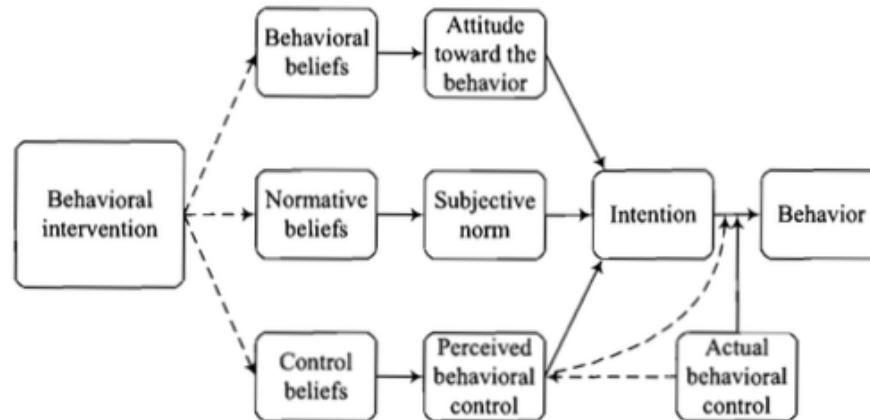 Behavioral
beliefs
Attitude
toward the
behavior
Behavioral
intervention
Normative
beliefs
Subjective
norm
Intention
Behavior
Control
beliefs
Perceived
behavioral
control
Actual
behavioral
control